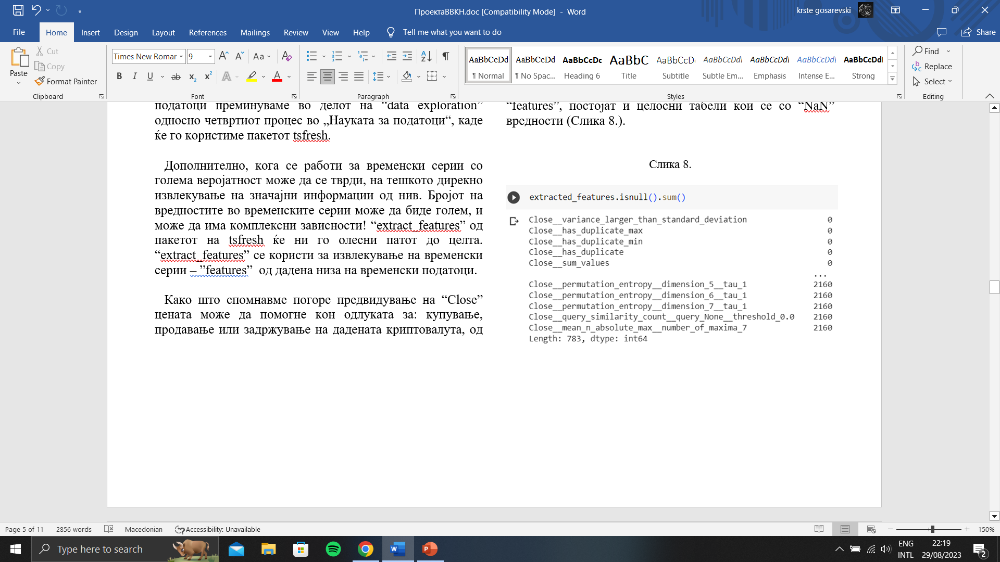 ПроектаВВКН.doc [Compatibility Mode] - Word
krste gosarevski
File Home Insert Design Layout References Mailings Review View Help Tell me what you want to do
Share
Paste
Cut
Copy
Format Painter
Clipboard
Times New Roman 9
Font
Paragraph
AaBbCcDd AaBbCcDd AaBbCcDc AaBbC AaBbCcD AaBbCcDd AaBbCcDd AaBbCcDd AaBbCcDd
¶ Normal ¶ No Spac... Heading 6 Title Subtitle Subtle Em... Emphasis Intense E... Strong
Styles
Find
Replace
Select
Editing
податоци преминуваме во делот на “data exploration”
односно четвртиот процес во „Науката за податоци“, каде
ќе го користиме пакетот tsfresh.
Дополнително, кога се работи за временски серии со
голема веројатност може да се тврди, на тешкото дирекно
извлекување на значајни информации од нив. Бројот на
вредностите во временските серии може да биде голем, и
може да има комплексни зависности! “extract_features” од
пакетот на tsfresh ќе ни го олесни патот до целта.
“extract_features” се користи за извлекување на временски
серии – ”features” од дадена низа на временски податоци.
Како што спомнавме погоре предвидување на “Close”
цената може да помогне кон одлуката за: купување,
продавање или задржување на дадената криптовалута, од
“features”, постојат и целосни табели кои се со “NaN”
вредности (Слика 8.).
Слика 8.
extracted_features.isnull().sum()
Close__variance_larger_than_standard_deviation 0
Close__has_duplicate_max 0
Close__has_duplicate_min 0
Close__has_duplicate 0
Close__sum_values 0
...
Close__permutation_entropy__dimension_5__tau_1 2160
Close__permutation_entropy__dimension_6__tau_1 2160
Close__permutation_entropy__dimension_7__tau_1 2160
Close__query_similarity_count__query_None__threshold_0.0 2160
Close__mean_n_absolute_max__number_of_maxima_7 2160
Length: 783, dtype: int64
Page 5 of 11 2856 words Macedonian Accessibility: Unavailable 150%
Type here to search
ENG
INTL
22:19
29/08/2023
2